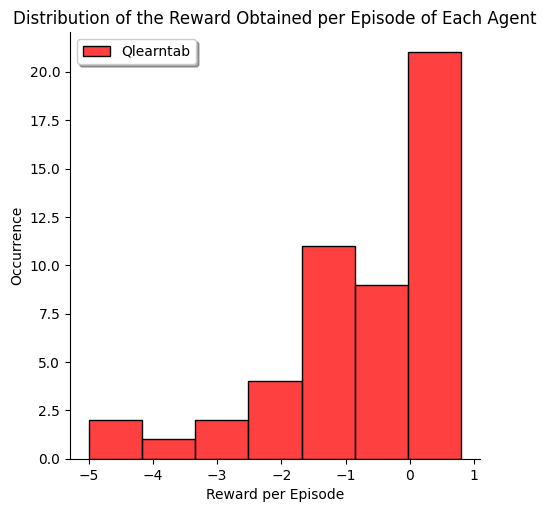 Distribution of the Reward Obtained per Episode of Each Agent
Qlearntab
20.0
17.5
15.0
12.5
10.0
7.5
5.0
2.5
0.0
Occurrence
−5 −4 −3 −2 −1 0 1
Reward per Episode